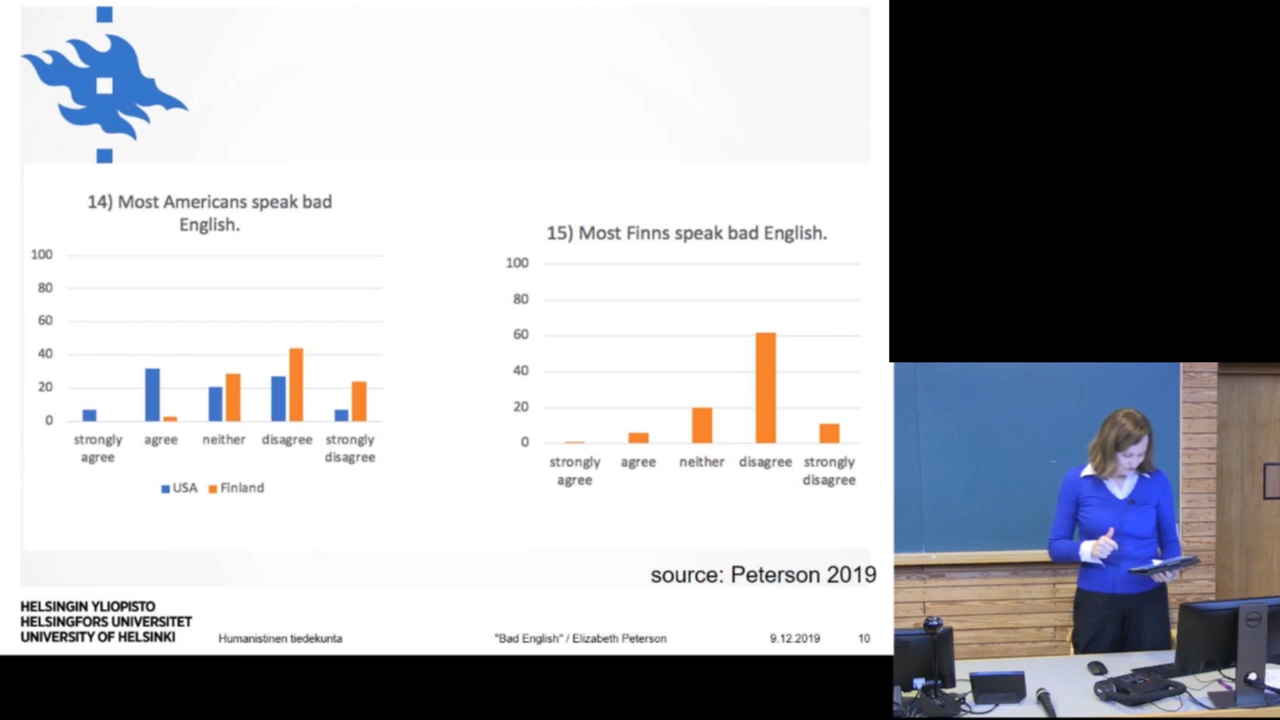 14) Most Americans speak bad
English.
100
80
60
40
20
0
strongly
agree
agree
neither
disagree
strongly
disagree
USA
Finland
15) Most Finns speak bad English.
100
80
60
40
20
0
strongly
agree
agree
neither
disagree
strongly
disagree
source: Peterson 2019
HELSINGIN YLIOPISTO
HELSINGFORS UNIVERSITET
UNIVERSITY OF HELSINKI
Humanistinen tiedekunta
"Bad English" / Elizabeth Peterson
9.12.2019
10